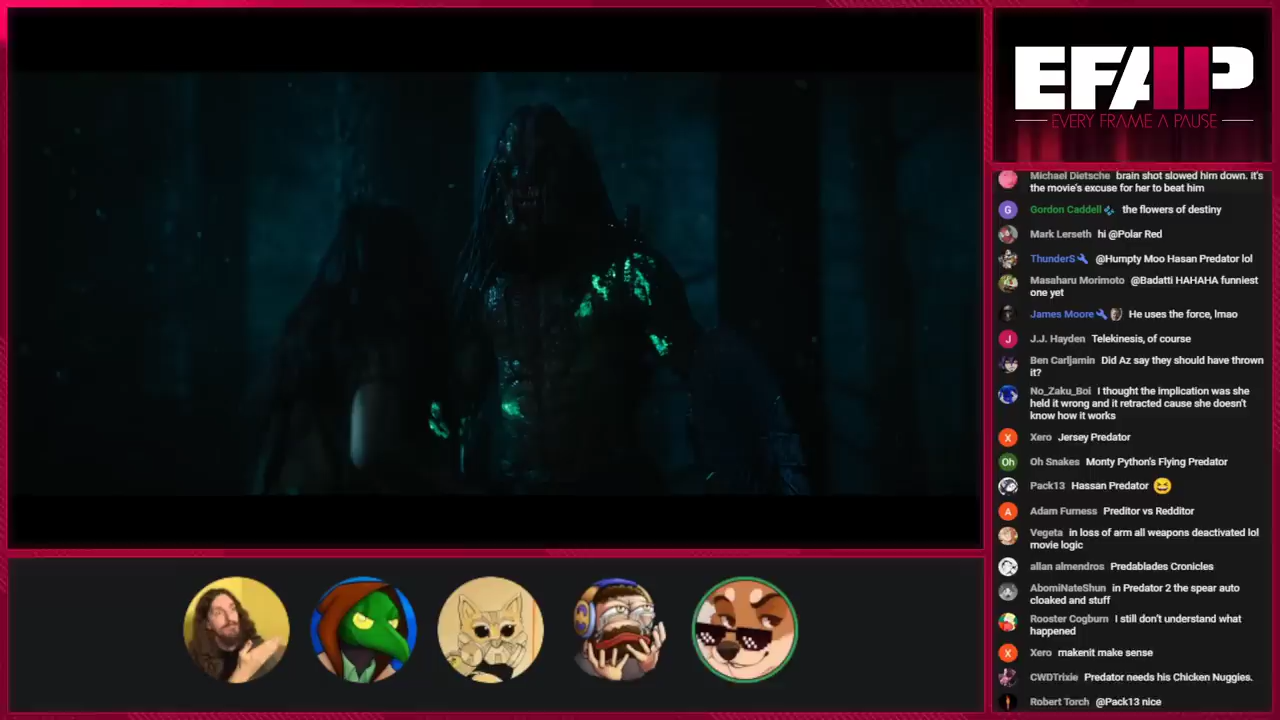 EFAP
EVERY FRAME A PAUSE
Michael Dietsche brain shot slowed him down. it's
the movie's excuse for her to beat him
G
Gordon Caddell the flowers of destiny
Mark Lerseth hi @Polar Red
ThunderS @Humpty Moo Hasan Predator lol
Masaharu Morimoto @Badatti HAHAHA funniest
one yet
James Moore He uses the force, lmao
J
J.J. Hayden Telekinesis, of course
Ben Carljamin Did Az say they should have thrown
it?
No_Zaku_Boi I thought the implication was she
held it wrong and it retracted cause she doesn't
know how it works
X
Xero Jersey Predator
Oh
Oh Snakes Monty Python's Flying Predator
Pack13 Hassan Predator 😆
A
Adam Furness Preditor vs Redditor
Vegeta in loss of arm all weapons deactivated lol
movie logic
allan almendros Predablades Cronicles
AbomiNateShun in Predator 2 the spear auto
cloaked and stuff
Rooster Cogburn I still don't understand what
happened
X
Xero makenit make sense
CWDTrixie Predator needs his Chicken Nuggies.
Robert Torch @Pack13 nice